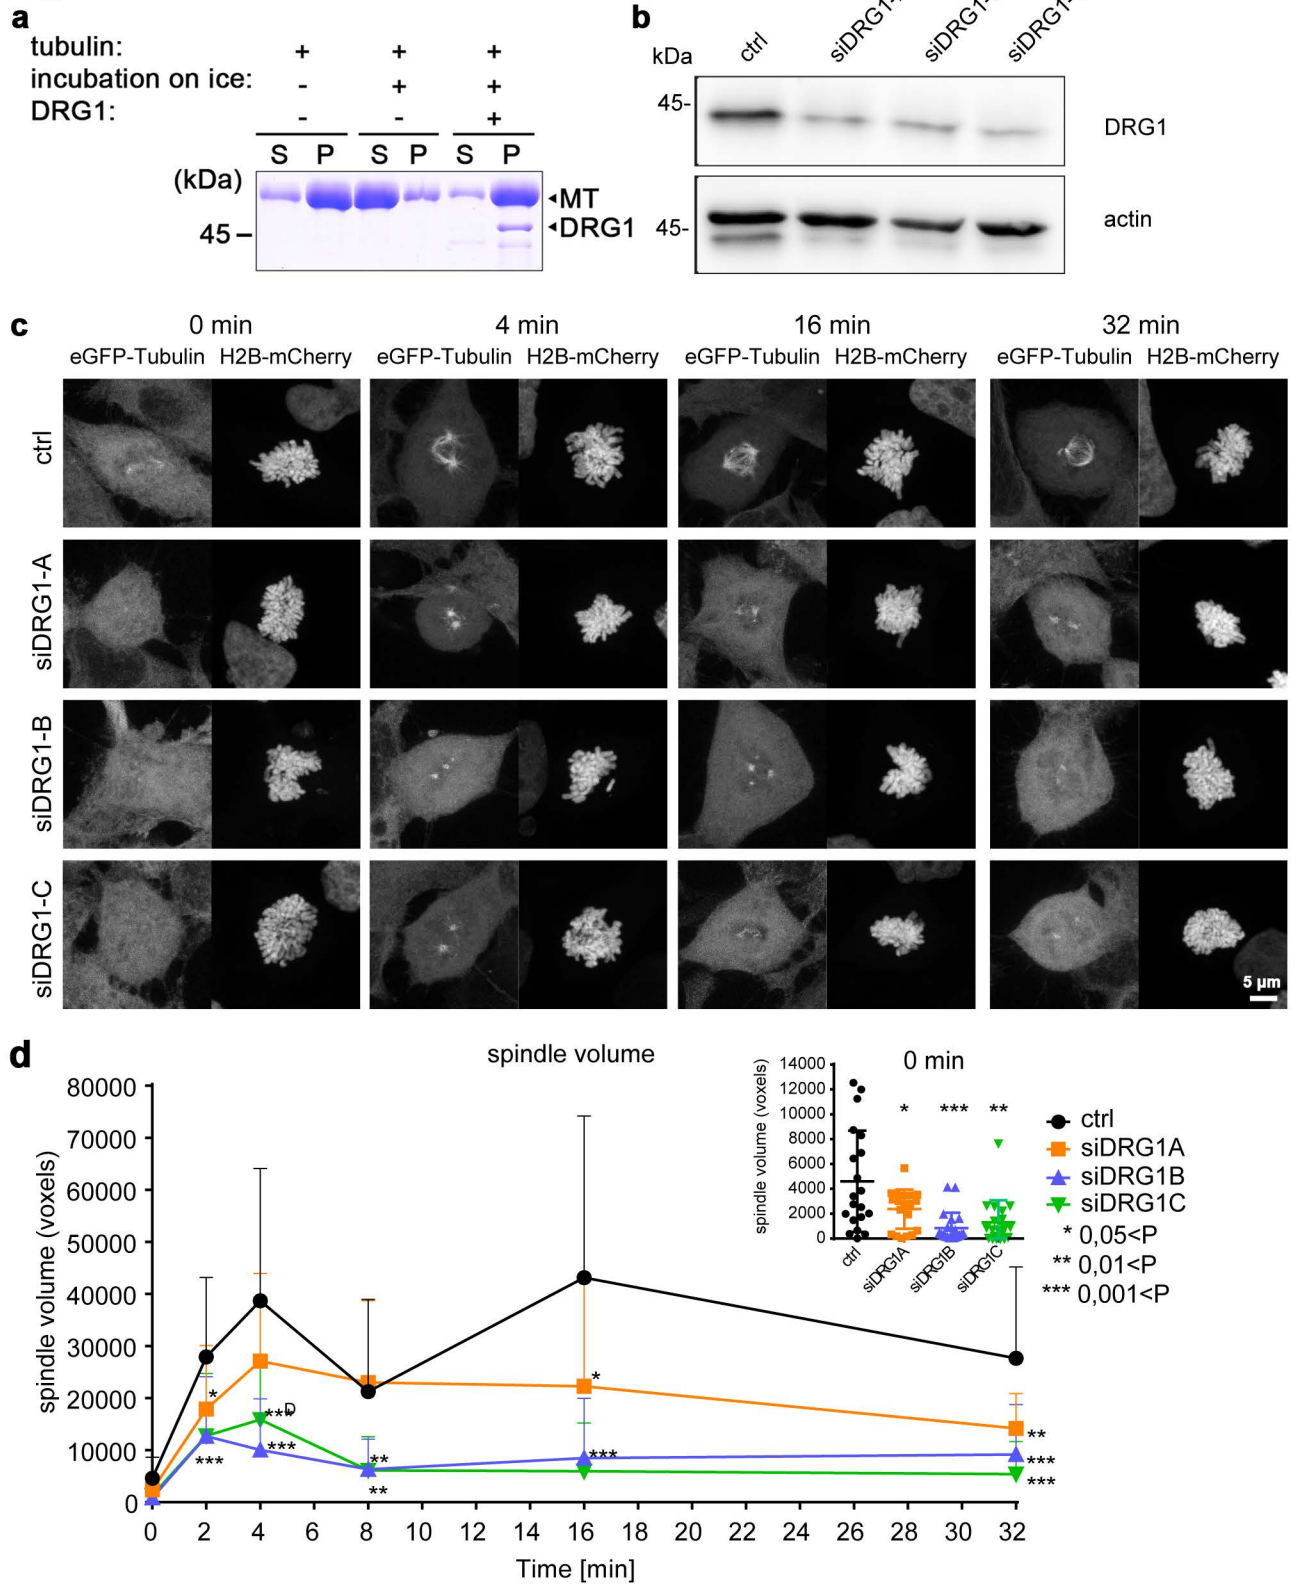 a
tubulin: + + +
incubation on ice: - + +
DRG1: - - +
S P S P S P
(kDa)
MT
45
DRG1
b
kDa ctrl siDRG1- siDRG1- siDRG1-
45-
DRG1
45-
actin
c
0 min 4 min 16 min 32 min
eGFP-Tubulin H2B-mCherry eGFP-Tubulin H2B-mCherry eGFP-Tubulin H2B-mCherry eGFP-Tubulin H2B-mCherry
ctrl
siDRG1-A
siDRG1-B
siDRG1-C
5 µm
d
spindle volume
spindle volume (voxels)
80000
70000
60000
50000
40000
30000
20000
10000
0
0 2 4 6 8 10 12 14 16 18 20 22 24 26 28 30 32
Time [min]
*
***
***D
***
**
**
*
***
**
***
***
0 min
spindle volume (voxels)
14000
12000
10000
8000
6000
4000
2000
0
* *** **
ctrl siDRG1A siDRG1B siDRG1C
ctrl
siDRG1A
siDRG1B
siDRG1C
* 0,05<P
** 0,01<P
*** 0,001<P